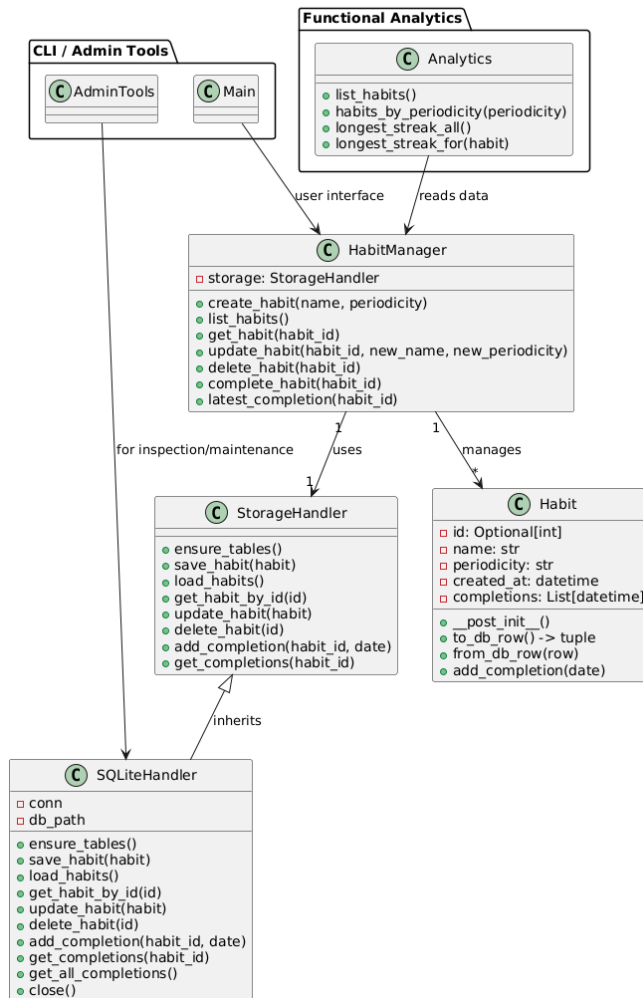 Functional Analytics
CLI / Admin Tools
C Analytics
list_habits()
habits_by_periodicity(periodicity)
longest_streak_all()
longest_streak_for(habit)
C AdminTools
C Main
user interface
reads data
C HabitManager
storage: StorageHandler
create_habit(name, periodicity)
list_habits()
get_habit(habit_id)
update_habit(habit_id, new_name, new_periodicity)
delete_habit(habit_id)
complete_habit(habit_id)
latest_completion(habit_id)
1
1
for inspection/maintenance
uses
manages
1
*
C StorageHandler
ensure_tables()
save_habit(habit)
load_habits()
get_habit_by_id(id)
update_habit(habit)
delete_habit(id)
add_completion(habit_id, date)
get_completions(habit_id)
C Habit
id: Optional[int]
name: str
periodicity: str
created_at: datetime
completions: List[datetime]
__post_init__()
to_db_row() -> tuple
from_db_row(row)
add_completion(date)
inherits
C SQLiteHandler
conn
db_path
ensure_tables()
save_habit(habit)
load_habits()
get_habit_by_id(id)
update_habit(habit)
delete_habit(id)
add_completion(habit_id, date)
get_completions(habit_id)
get_all_completions()
close()